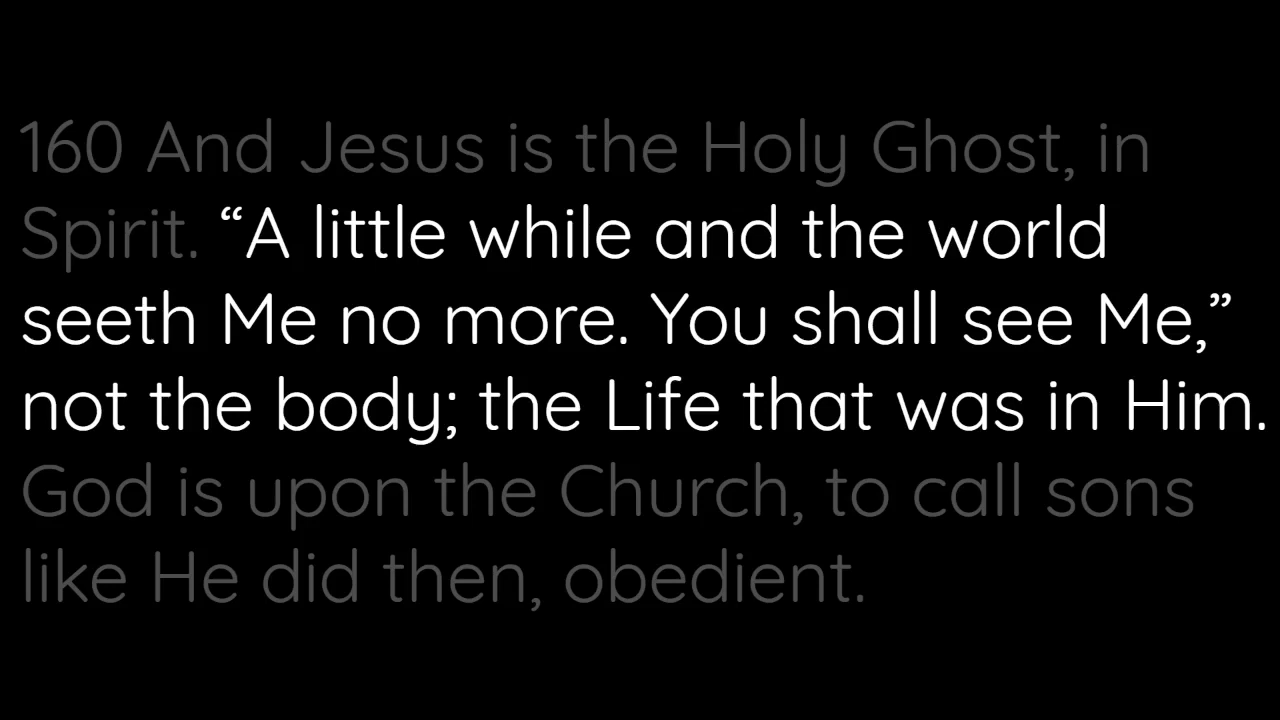 160 And Jesus is the Holy Ghost, in
Spirit. “A little while and the world
seeth Me no more. You shall see Me,”
not the body; the Life that was in Him.
God is upon the Church, to call sons
like He did then, obedient.